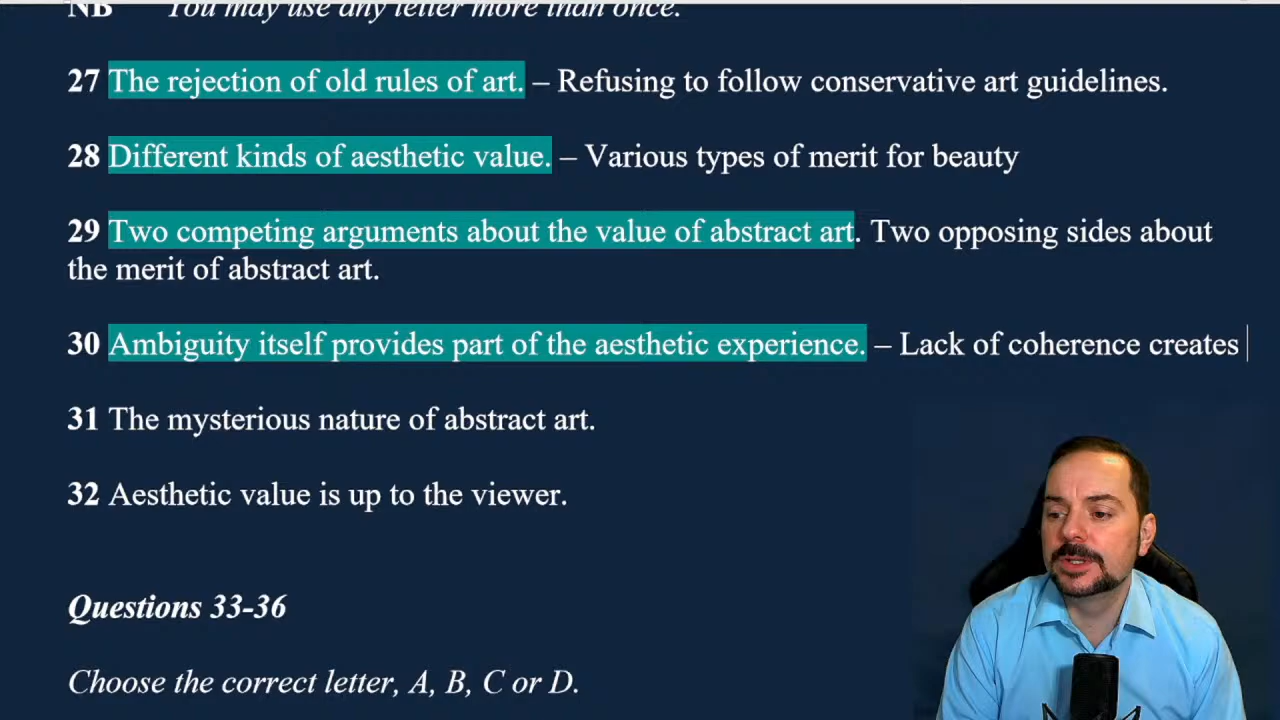 NB You may use any letter more than once.
27 The rejection of old rules of art. – Refusing to follow conservative art guidelines.
28 Different kinds of aesthetic value. – Various types of merit for beauty
29 Two competing arguments about the value of abstract art. Two opposing sides about
the merit of abstract art.
30 Ambiguity itself provides part of the aesthetic experience. – Lack of coherence creates
31 The mysterious nature of abstract art.
32 Aesthetic value is up to the viewer.
Questions 33-36
Choose the correct letter, A, B, C or D.